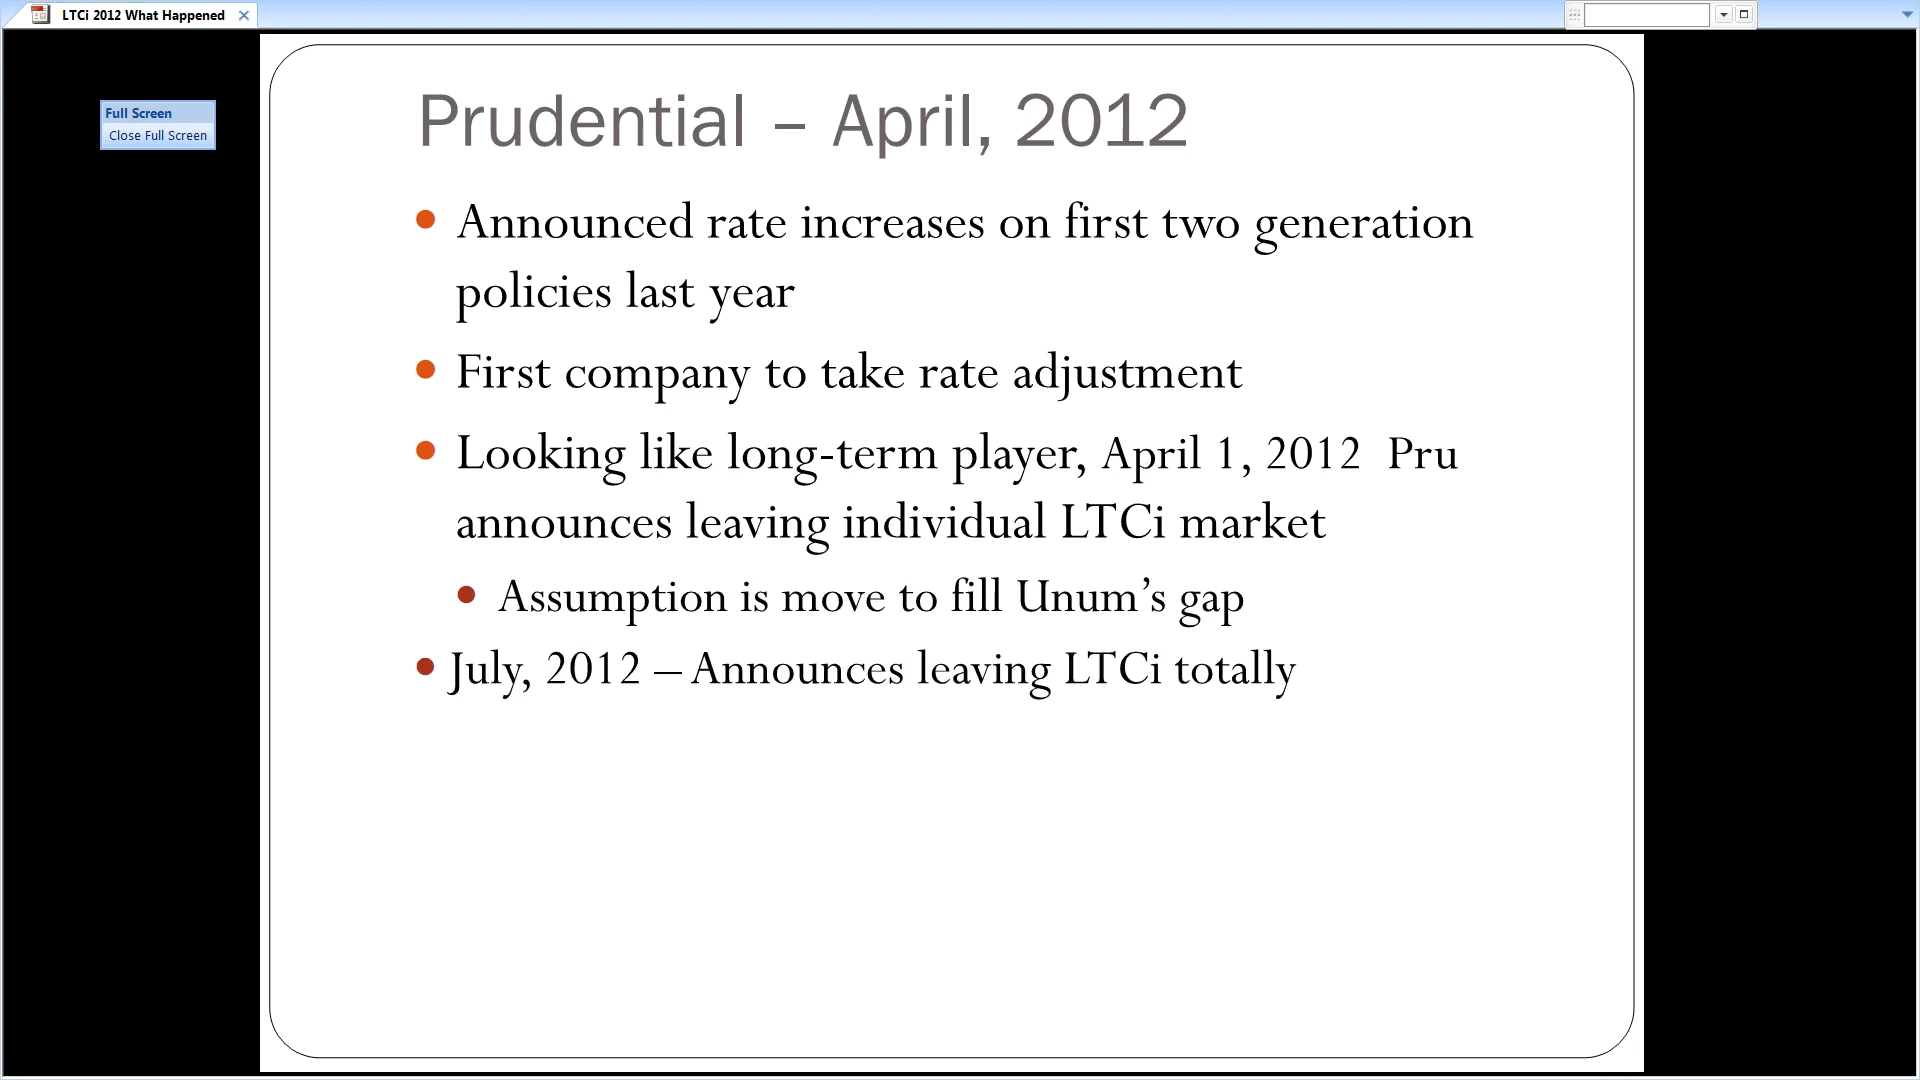 LTCi 2012 What Happened
Full Screen
Close Full Screen
Prudential – April, 2012
• Announced rate increases on first two generation
policies last year
• First company to take rate adjustment
• Looking like long-term player, April 1, 2012  Pru
announces leaving individual LTCi market
• Assumption is move to fill Unum’s gap
• July, 2012 – Announces leaving LTCi totally